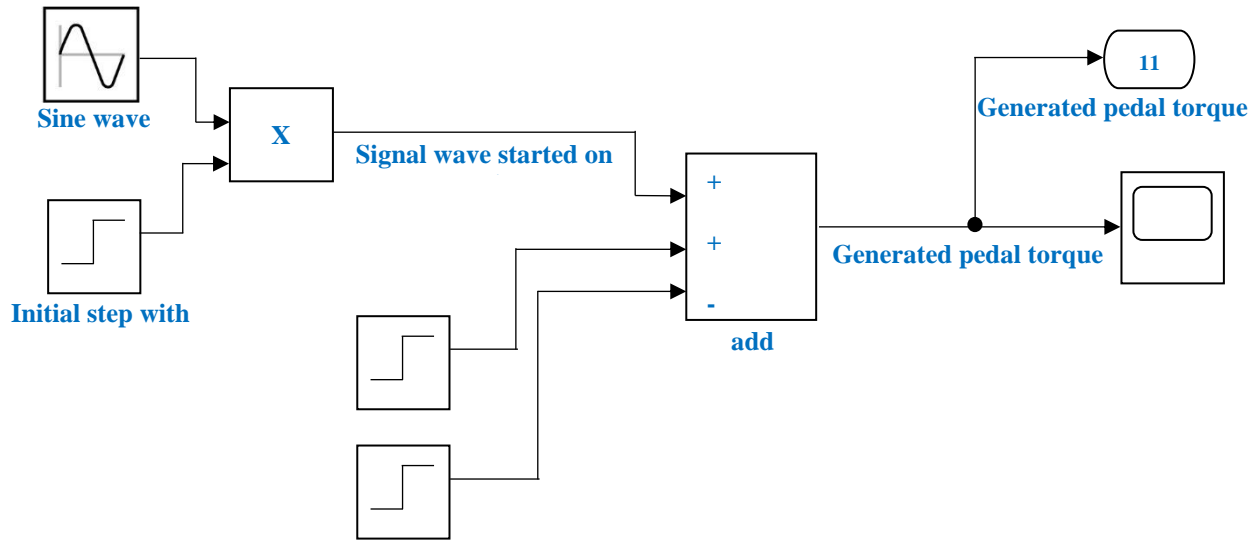 Sine wave
X
Initial step with
Signal wave started on
+
+
-
add
Generated pedal torque
11
Generated pedal torque